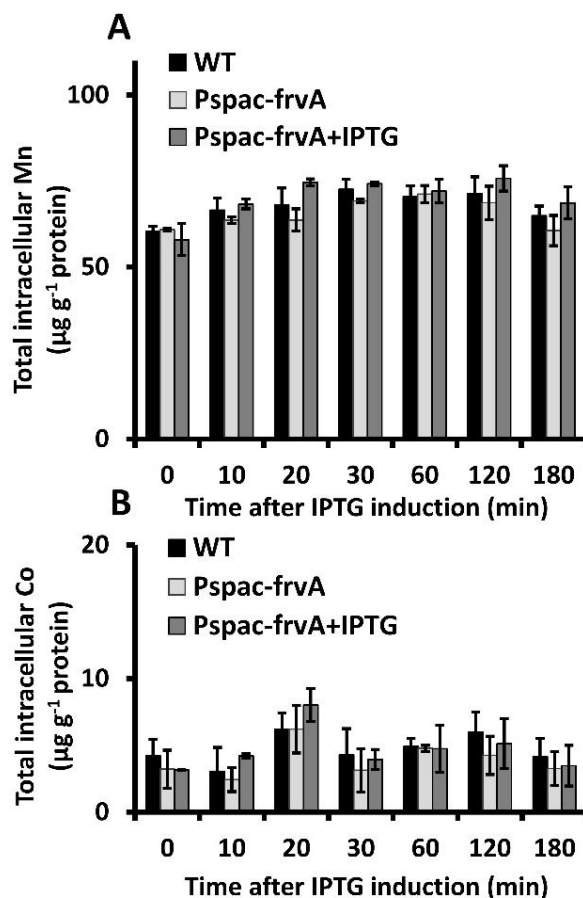 A
WT
Pspac-frvA
Pspac-frvA+IPTG
Total intracellular Mn
(µg g⁻¹ protein)
100
50
0
0 10 20 30 60 120 180
Time after IPTG induction (min)
B
WT
Pspac-frvA
Pspac-frvA+IPTG
Total intracellular Co
(µg g⁻¹ protein)
20
10
0
0 10 20 30 60 120 180
Time after IPTG induction (min)